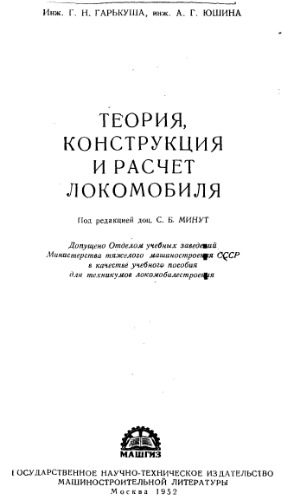 Инж. Г. Н. ГАРЬКУША, инж. А. Г. ЮШИНА
ТЕОРИЯ,
КОНСТРУКЦИЯ
И РАСЧЕТ
ЛОКОМОБИЛЯ
Под редакцией доц. С. Б. МИНУТ
Допущено Отделом учебных заведений
Министерства тяжелого машиностроения СССР
в качестве учебного пособия
для техникумов локомобилестроения
МАШГИЗ
ГОСУДАРСТВЕННОЕ НАУЧНО-ТЕХНИЧЕСКОЕ ИЗДАТЕЛЬСТВО
МАШИНОСТРОИТЕЛЬНОЙ ЛИТЕРАТУРЫ
Москва 1952